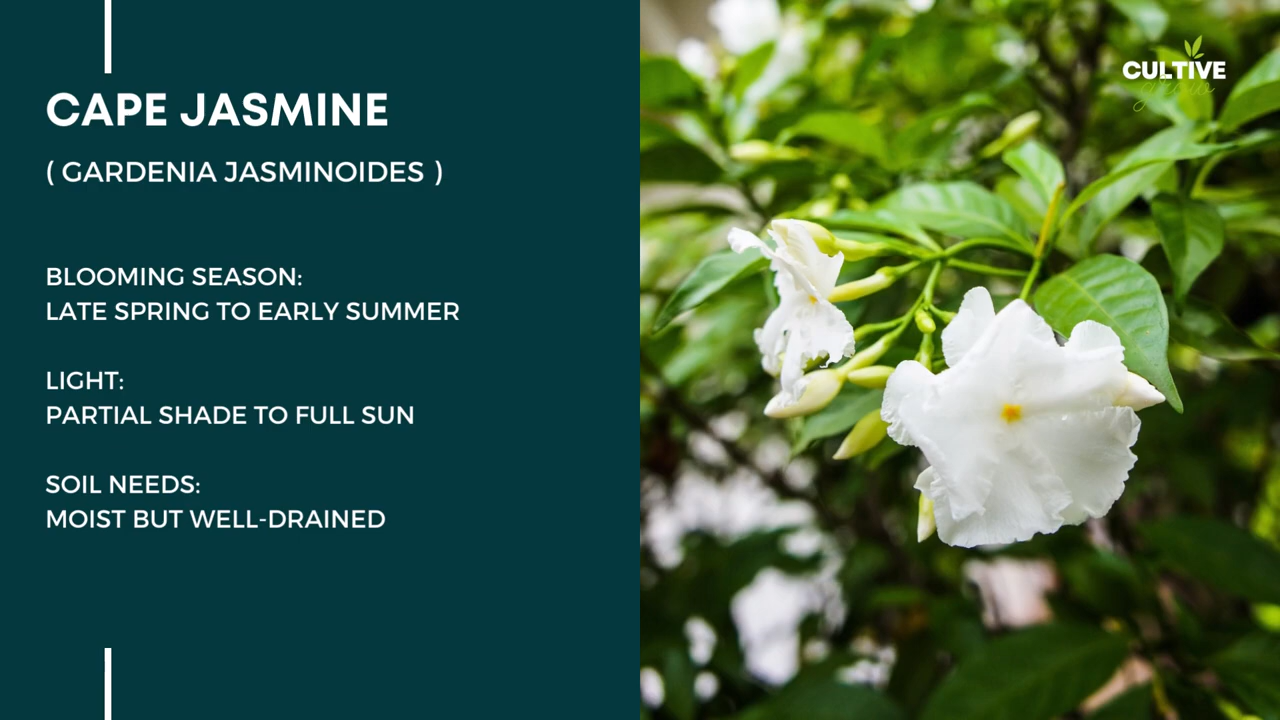 CAPE JASMINE
( GARDENIA JASMINOIDES )
BLOOMING SEASON:
LATE SPRING TO EARLY SUMMER
LIGHT:
PARTIAL SHADE TO FULL SUN
SOIL NEEDS:
MOIST BUT WELL-DRAINED
CULTIVE
grow